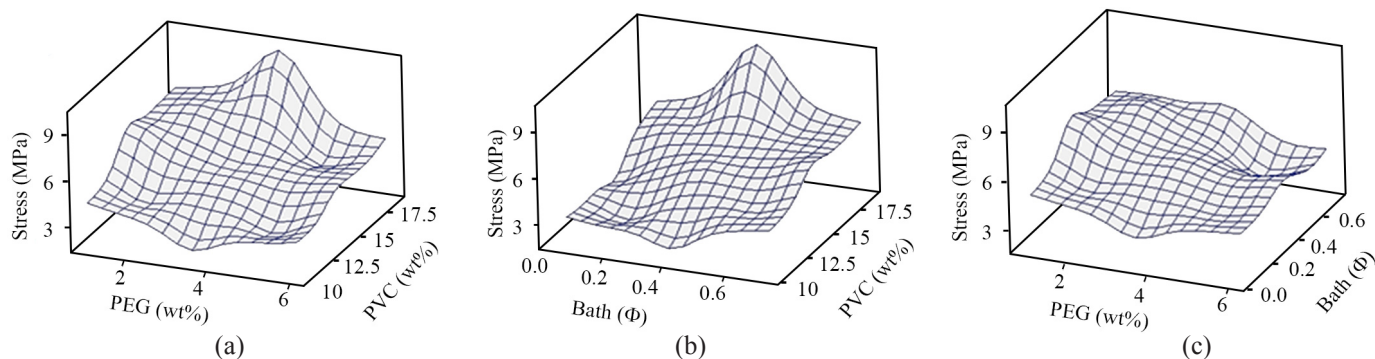 Stress (MPa)
9
6
3
2
4
6
PEG (wt%)
10
12.5
15
17.5
PVC (wt%)
(a)
Stress (MPa)
9
6
3
0.0
0.2
0.4
0.6
Bath (Φ)
10
12.5
15
17.5
PVC (wt%)
(b)
Stress (MPa)
9
6
3
2
4
6
PEG (wt%)
0.0
0.2
0.4
0.6
Bath (Φ)
(c)